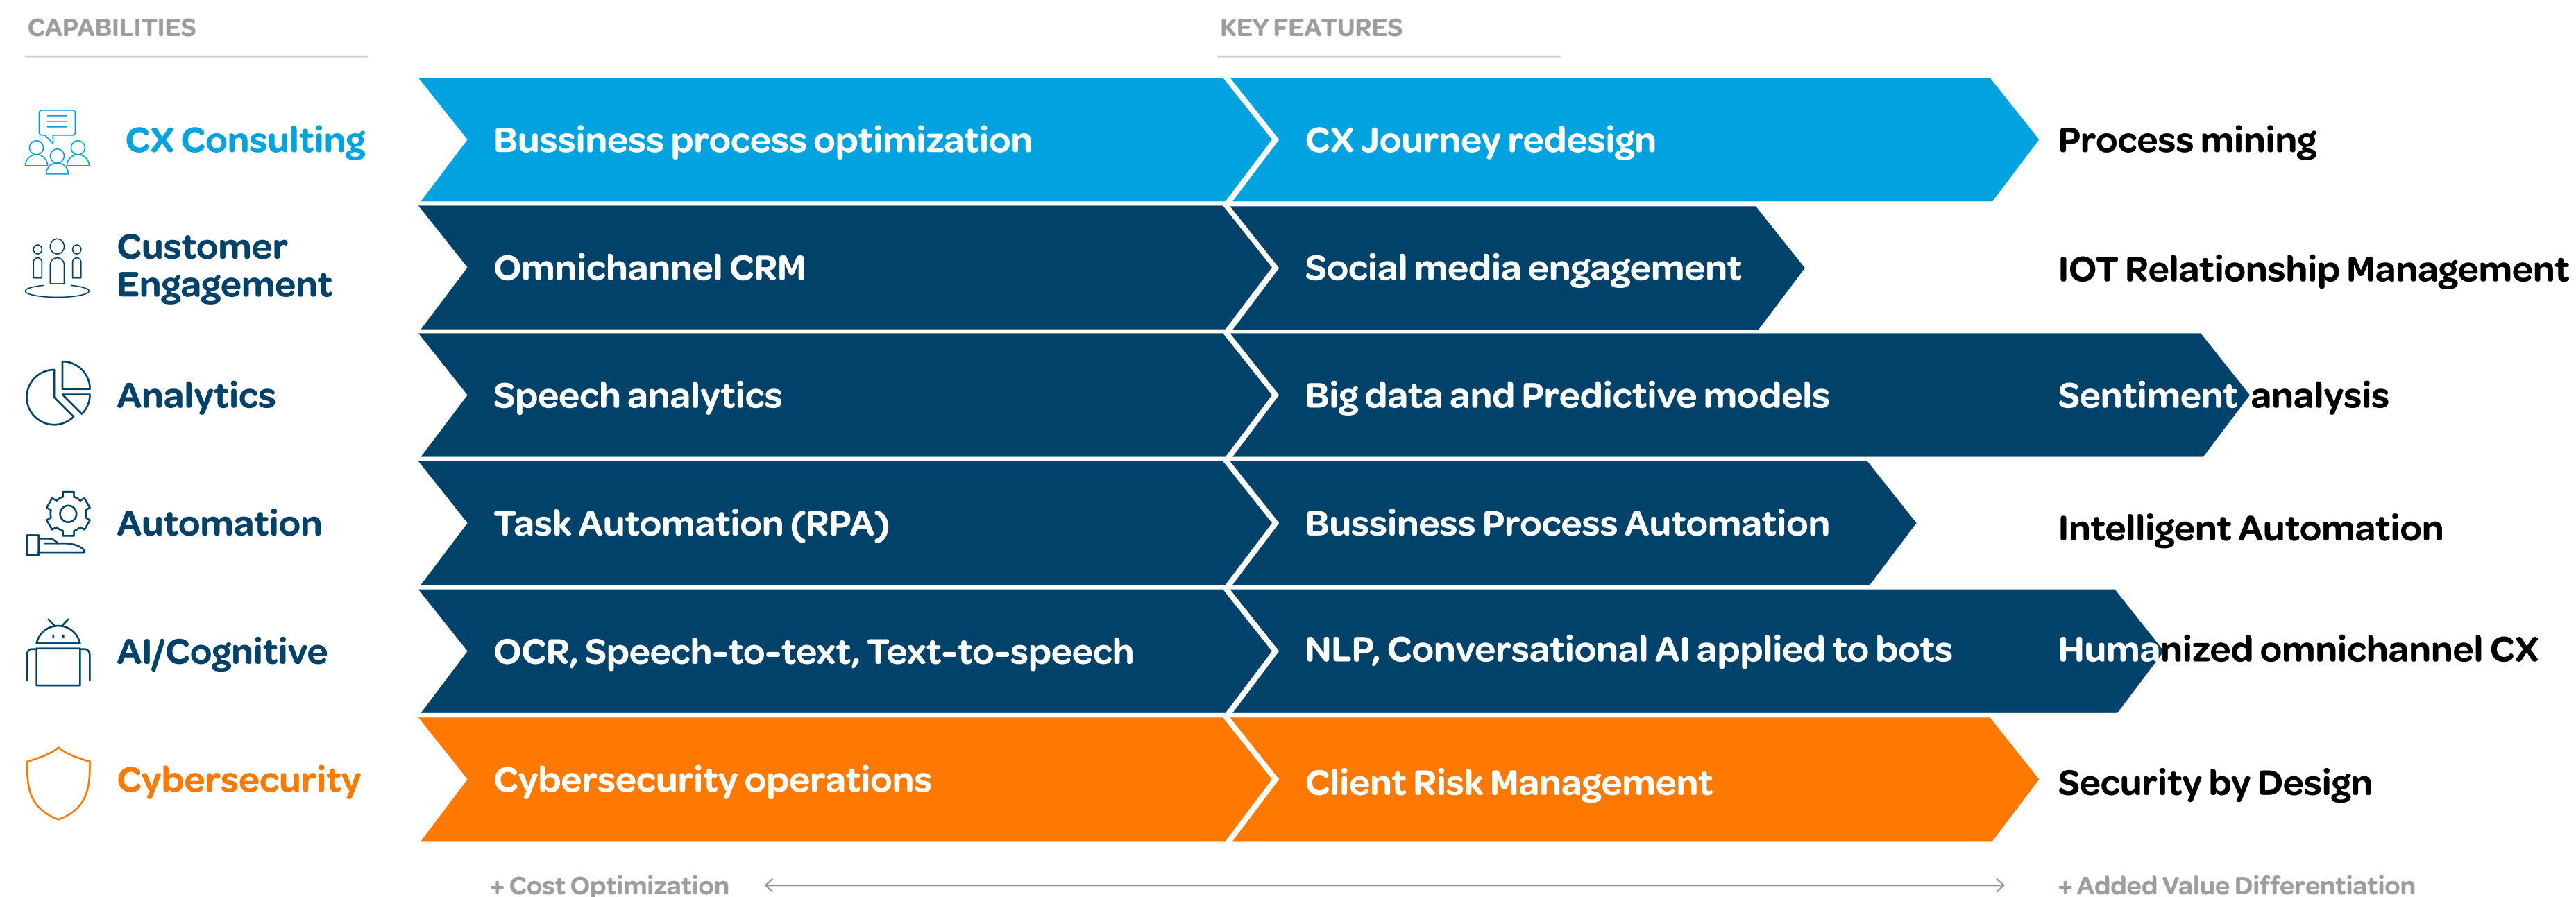 CAPABILITIES
KEY FEATURES
CX Consulting
Bussiness process optimization
CX Journey redesign
Process mining
Customer
Engagement
Omnichannel CRM
Social media engagement
IOT Relationship Management
Analytics
Speech analytics
Big data and Predictive models
Sentiment analysis
Automation
Task Automation (RPA)
Bussiness Process Automation
Intelligent Automation
AI/Cognitive
OCR, Speech-to-text, Text-to-speech
NLP, Conversational AI applied to bots
Humanized omnichannel CX
Cybersecurity
Cybersecurity operations
Client Risk Management
Security by Design
+ Cost Optimization
+ Added Value Differentiation